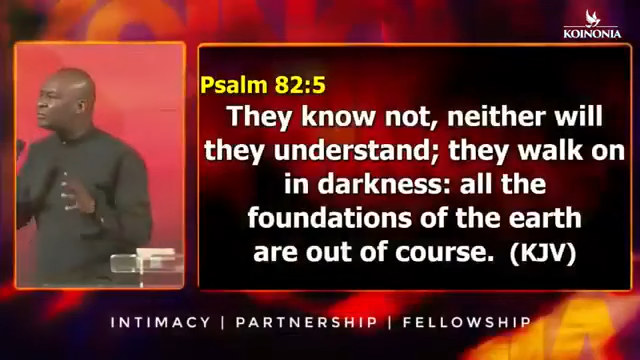 KOINONIA
Psalm 82:5
They know not, neither will
they understand; they walk on
in darkness: all the
foundations of the earth
are out of course. (KJV)
INTIMACY | PARTNERSHIP | FELLOWSHIP